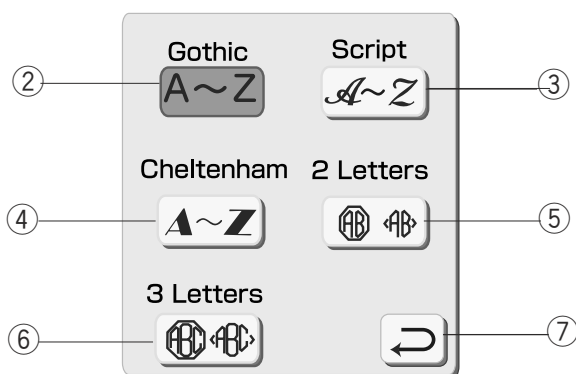 Gothic Script
② A～Z A～Z ③
Cheltenham 2 Letters
④ A～Z AB <AB> ⑤
3 Letters
⑥ ABC <ABC> ⑦